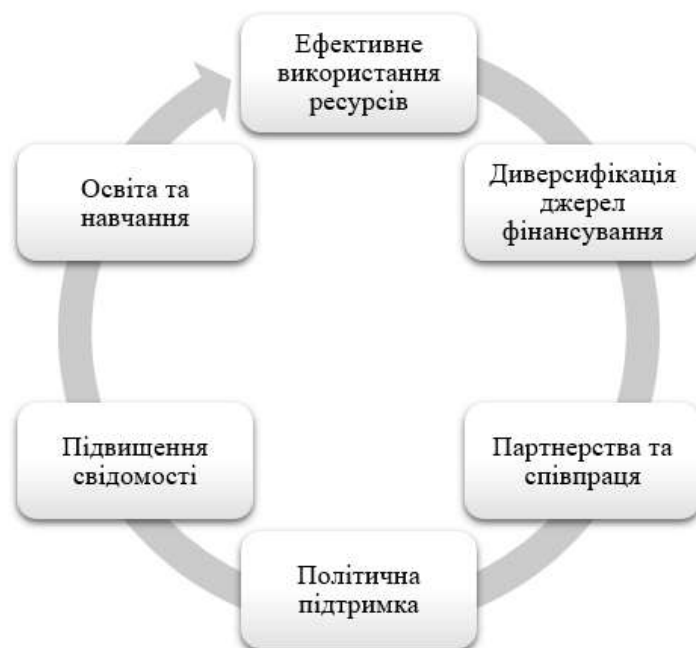 Ефективне
використання
ресурсів
Диверсифікація
джерел
фінансування
Партнерства та
співпраця
Політична
підтримка
Підвищення
свідомості
Освіта та
навчання